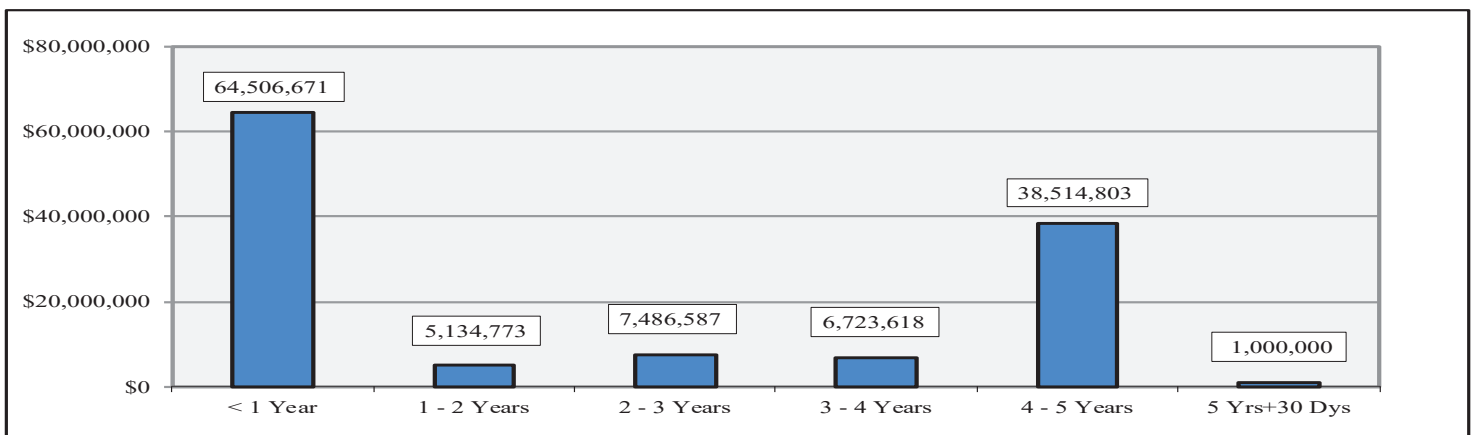 $80,000,000
64,506,671
$60,000,000
38,514,803
$40,000,000
$20,000,000
5,134,773
7,486,587
6,723,618
1,000,000
$0
< 1 Year
1 - 2 Years
2 - 3 Years
3 - 4 Years
4 - 5 Years
5 Yrs+30 Dys